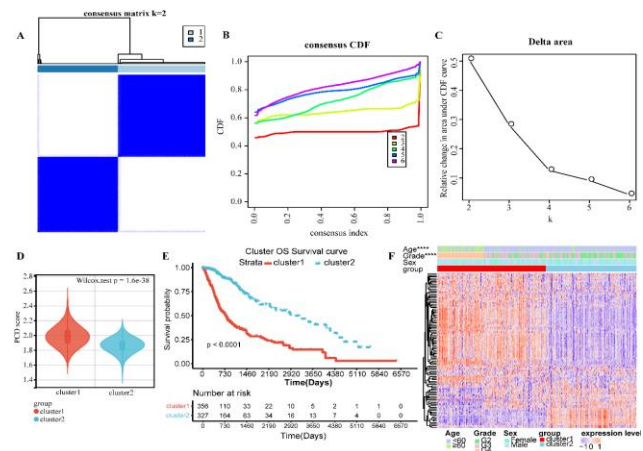 A
consensus matrix k=2
1
2
B
consensus CDF
CDF
0.0
0.2
0.4
0.6
0.8
1.0
0.0
0.2
0.4
0.6
0.8
1.0
consensus index
C
Delta area
Relative change in area under CDF curve
0.1
0.2
0.3
0.4
0.5
2
3
4
5
6
k
D
Wilcox.test p = 1.6e-38
PCD score
2.8
2.6
2.4
2.2
2.0
1.8
1.6
1.4
cluster1
cluster2
group
cluster1
cluster2
E
Cluster OS Survival curve
Strata
cluster1
cluster2
Survival probability
1.00
0.75
0.50
0.25
0.00
p < 0.0001
0 730 1460 2190 2920 3650 4380 5110 5840 6570
Time(Days)
Number at risk
cluster1 356 110 33 22 10 5 2 1 1 0
cluster2 327 164 63 34 16 13 7 4 0 0
0 730 1460 2190 2920 3650 4380 5110 5840 6570
Time(Days)
F
Age****
Grade****
Sex
group
Age
<60
≥60
Grade
G2
G3
Sex
Female
Male
group
cluster1
cluster2
expression level
-1 0 1